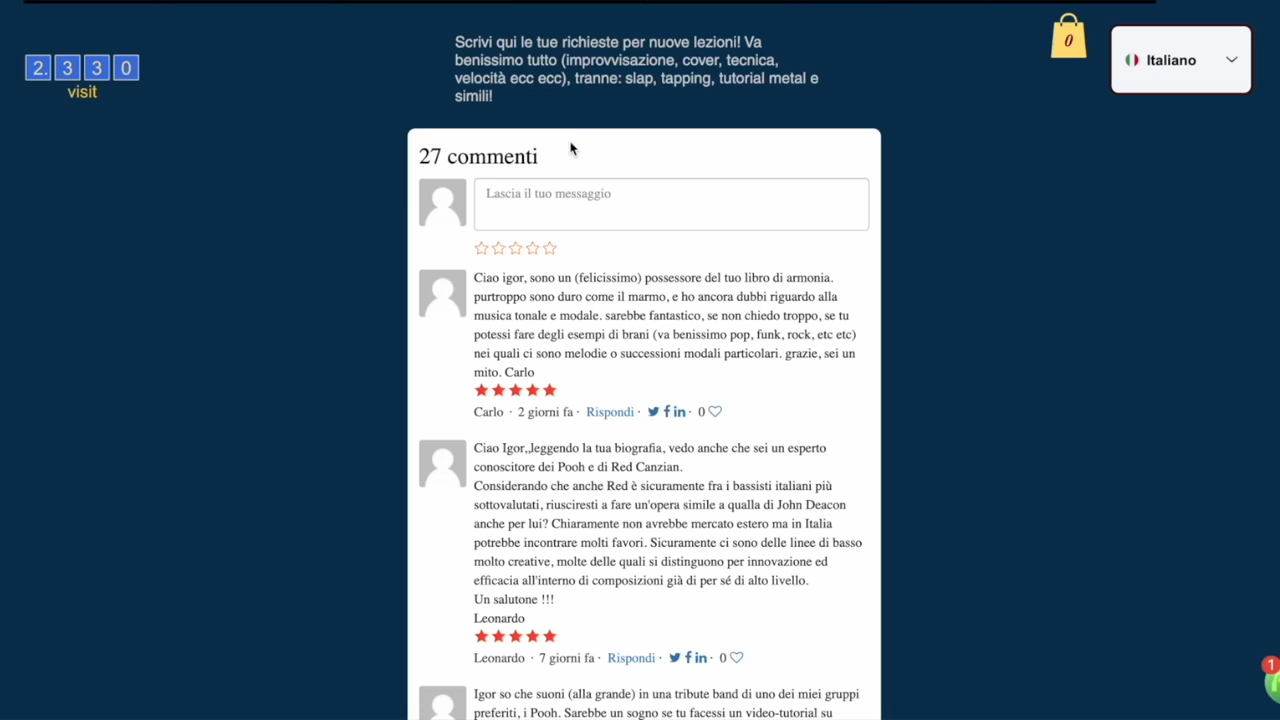 2. 3 3 0
visit
Scrivi qui le tue richieste per nuove lezioni! Va
benissimo tutto (improvvisazione, cover, tecnica,
velocità ecc ecc), tranne: slap, tapping, tutorial metal e
simili!
0
Italiano
27 commenti
Lascia il tuo messaggio
Ciao igor, sono un (felicissimo) possessore del tuo libro di armonia.
purtroppo sono duro come il marmo, e ho ancora dubbi riguardo alla
musica tonale e modale. sarebbe fantastico, se non chiedo troppo, se tu
potessi fare degli esempi di brani (va benissimo pop, funk, rock, etc etc)
nei quali ci sono melodie o successioni modali particolari. grazie, sei un
mito. Carlo
Carlo · 2 giorni fa · Rispondi · 0
Ciao Igor,,leggendo la tua biografia, vedo anche che sei un esperto
conoscitore dei Pooh e di Red Canzian.
Considerando che anche Red è sicuramente fra i bassisti italiani più
sottovalutati, riusciresti a fare un'opera simile a qualla di John Deacon
anche per lui? Chiaramente non avrebbe mercato estero ma in Italia
potrebbe incontrare molti favori. Sicuramente ci sono delle linee di basso
molto creative, molte delle quali si distinguono per innovazione ed
efficacia all'interno di composizioni già di per sé di alto livello.
Un salutone !!!
Leonardo
Leonardo · 7 giorni fa · Rispondi · 0
1
Igor so che suoni (alla grande) in una tribute band di uno dei miei gruppi
preferiti, i Pooh. Sarebbe un sogno se tu facessi un video-tutorial su